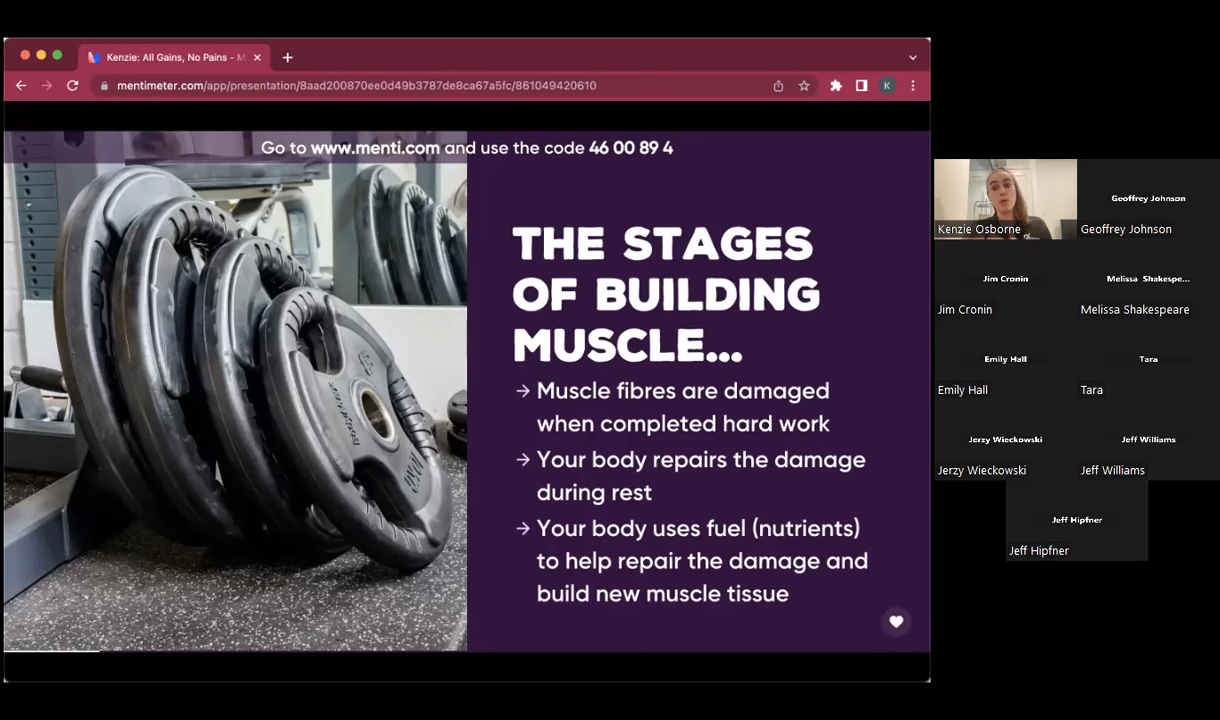 Kenzie: All Gains, No Pains - M
mentimeter.com/app/presentation/8aad200870ee0d49b3787de8ca67a5fc/861049420610
K
Go to www.menti.com and use the code 46 00 89 4
THE STAGES
OF BUILDING
MUSCLE...
→ Muscle fibres are damaged
when completed hard work
→ Your body repairs the damage
during rest
→ Your body uses fuel (nutrients)
to help repair the damage and
build new muscle tissue
Kenzie Osborne
Geoffrey Johnson
Geoffrey Johnson
Jim Cronin
Jim Cronin
Melissa Shakespe...
Melissa Shakespeare
Emily Hall
Emily Hall
Tara
Tara
Jerzy Wieckowski
Jerzy Wieckowski
Jeff Williams
Jeff Williams
Jeff Hipfner
Jeff Hipfner